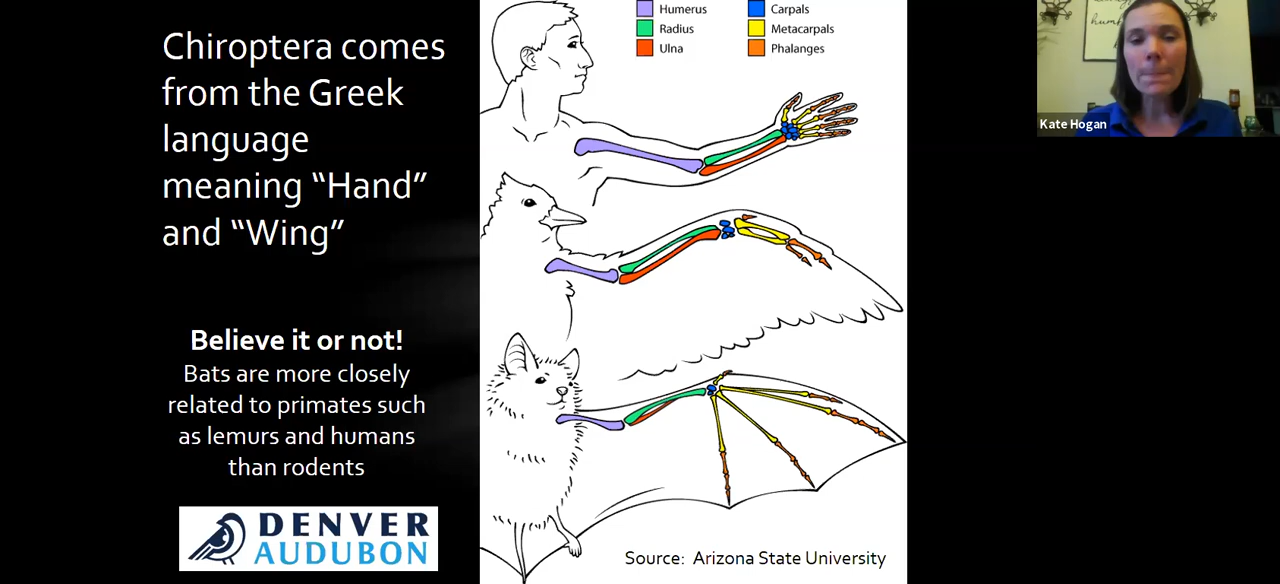 Chiroptera comes
from the Greek
language
meaning “Hand”
and “Wing”
Believe it or not!
Bats are more closely
related to primates such
as lemurs and humans
than rodents
DENVER
AUDUBON
Humerus
Radius
Ulna
Carpals
Metacarpals
Phalanges
Source: Arizona State University
Kate Hogan